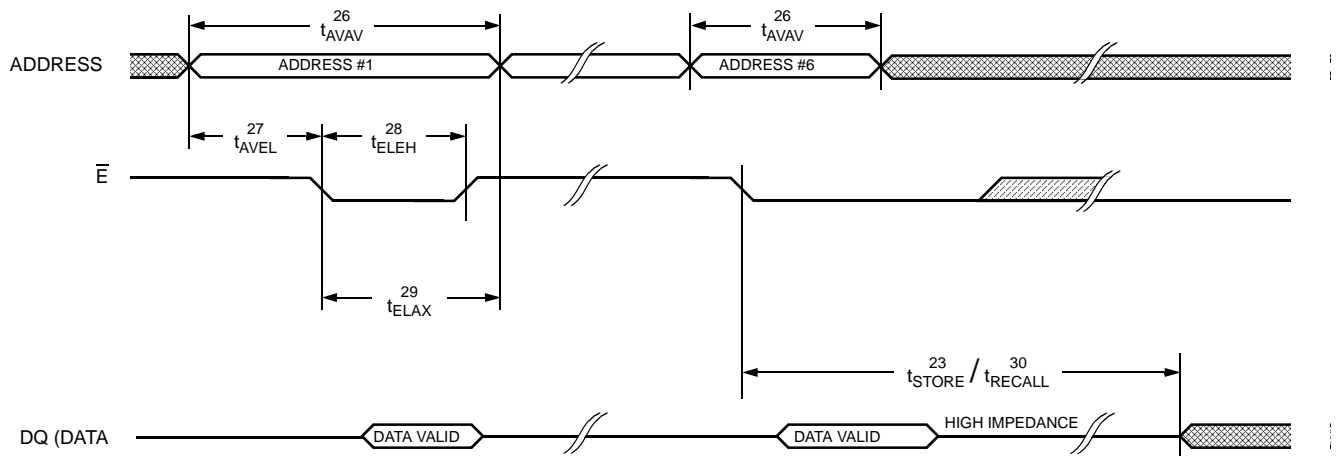 26
tAVAV
26
tAVAV
ADDRESS
ADDRESS #1
ADDRESS #6
27
tAVEL
28
tELEH
E
29
tELAX
23
tSTORE / 30
tRECALL
DQ (DATA
DATA VALID
DATA VALID
HIGH IMPEDANCE